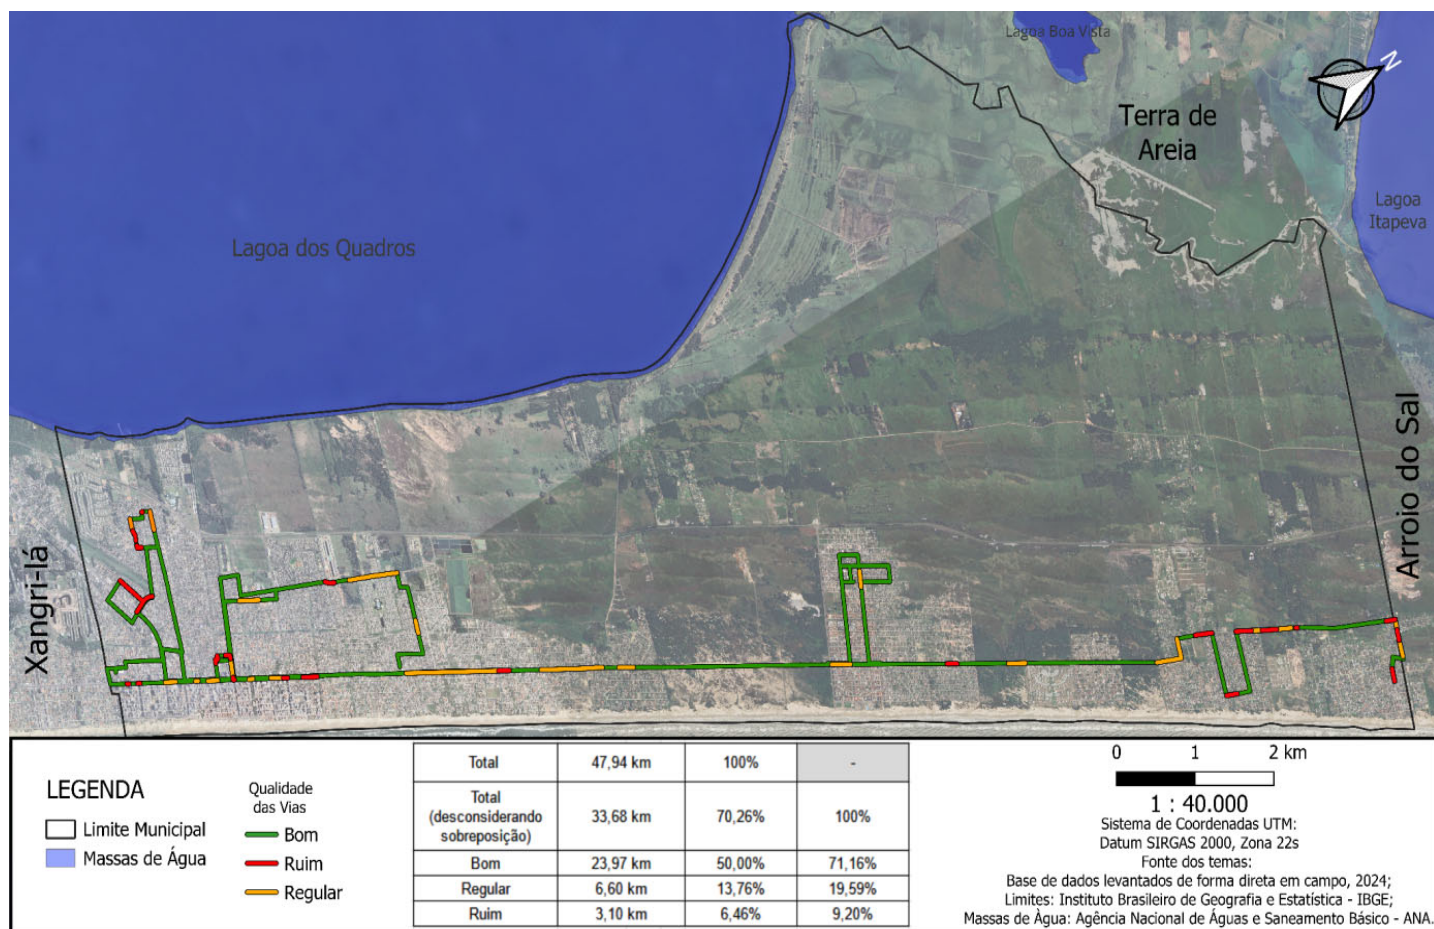 Lagoa Boa Vista
N
Terra de
Areia
Lagoa
Itapeva
Lagoa dos Quadros
Arroio do Sal
Xangri-lá
LEGENDA
Limite Municipal
Massas de Água
Qualidade
das Vias
Bom
Ruim
Regular
Total 47,94 km 100% -
Total
(desconsiderando
sobreposição) 33,68 km 70,26% 100%
Bom 23,97 km 50,00% 71,16%
Regular 6,60 km 13,76% 19,59%
Ruim 3,10 km 6,46% 9,20%
0 1 2 km
1 : 40.000
Sistema de Coordenadas UTM:
Datum SIRGAS 2000, Zona 22s
Fonte dos temas:
Base de dados levantados de forma direta em campo, 2024;
Limites: Instituto Brasileiro de Geografia e Estatística - IBGE;
Massas de Àgua: Agência Nacional de Águas e Saneamento Básico - ANA.